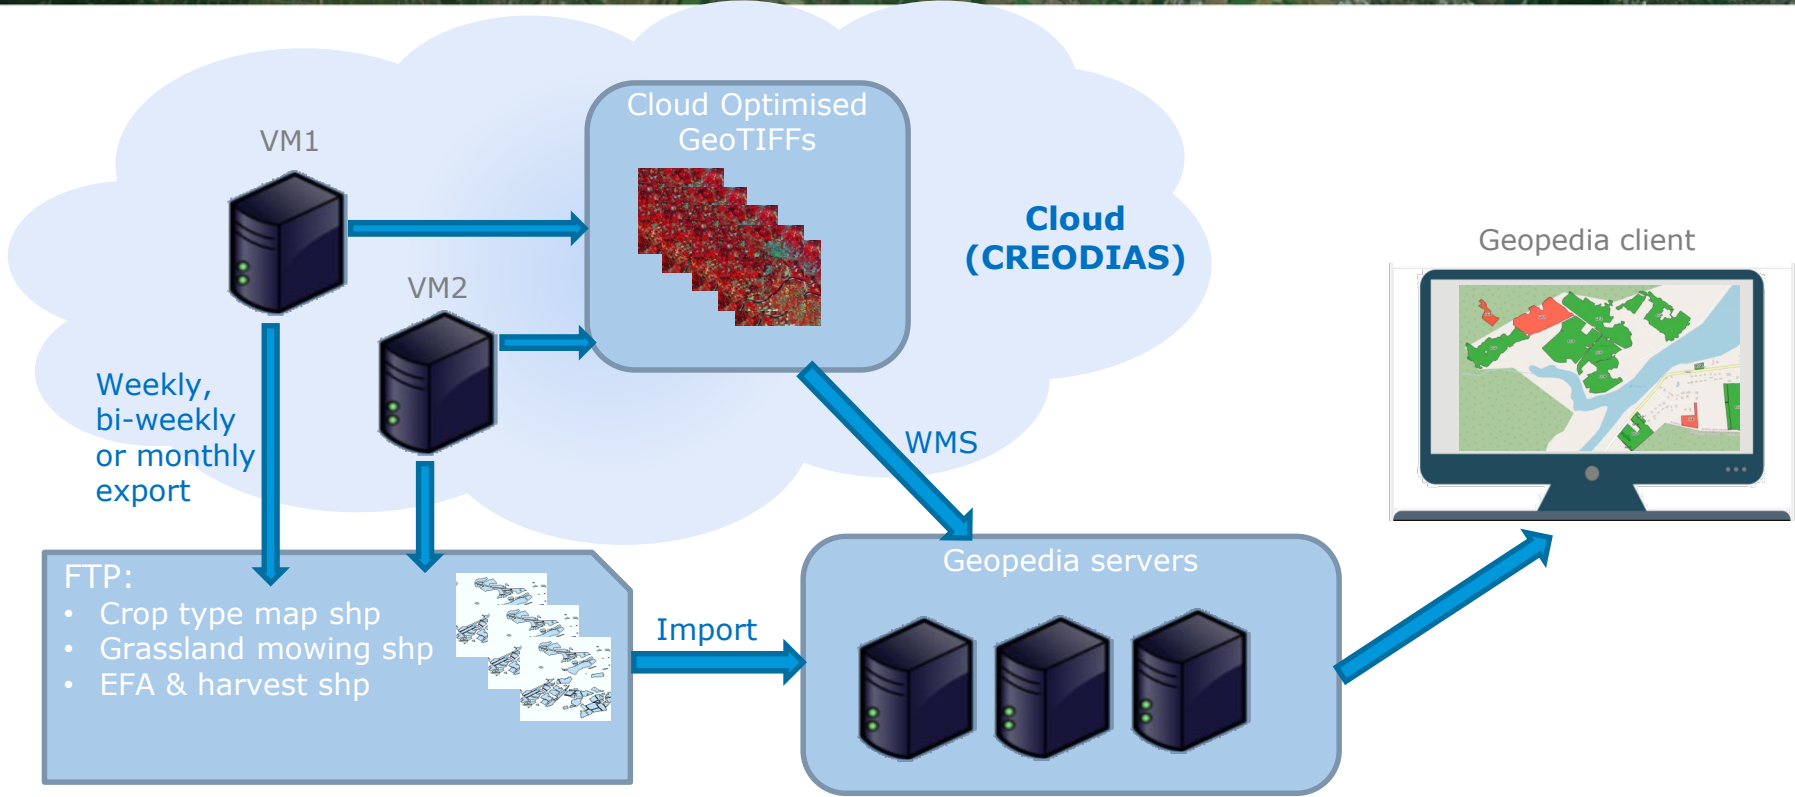 Cloud Optimised
GeoTIFFs
VM1
Cloud
(CREODIAS)
Geopedia client
VM2
Weekly,
bi-weekly
or monthly
export
WMS
FTP:
• Crop type map shp
• Grassland mowing shp
• EFA & harvest shp
Import
Geopedia servers